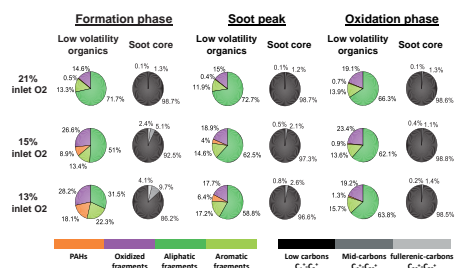 Formation phase Soot peak Oxidation phase
Low volatility organics Soot core Low volatility organics Soot core Low volatility organics Soot core
21% inlet O2
14.6% 0.5% 13.3% 71.7%
0.1% 1.3% 98.7%
15% 0.4% 11.9% 72.7%
0.1% 1.2% 98.7%
19.1% 0.7% 13.9% 66.3%
0.1% 1.3% 98.6%
15% inlet O2
26.6% 8.9% 13.4% 51%
2.4% 5.1% 92.5%
18.9% 4% 14.6% 62.5%
0.5% 2.1% 97.3%
23.4% 0.9% 13.6% 62.1%
0.4% 1.1% 98.8%
13% inlet O2
28.2% 18.1% 22.3% 31.5%
4.1% 9.7% 86.2%
17.7% 6.4% 17.2% 58.8%
0.8% 2.6% 96.6%
19.2% 1.3% 15.7% 63.8%
0.2% 1.4% 98.5%
PAHs Oxidized fragments Aliphatic fragments Aromatic fragments
Low carbons Mid-carbons fullerenic-carbons